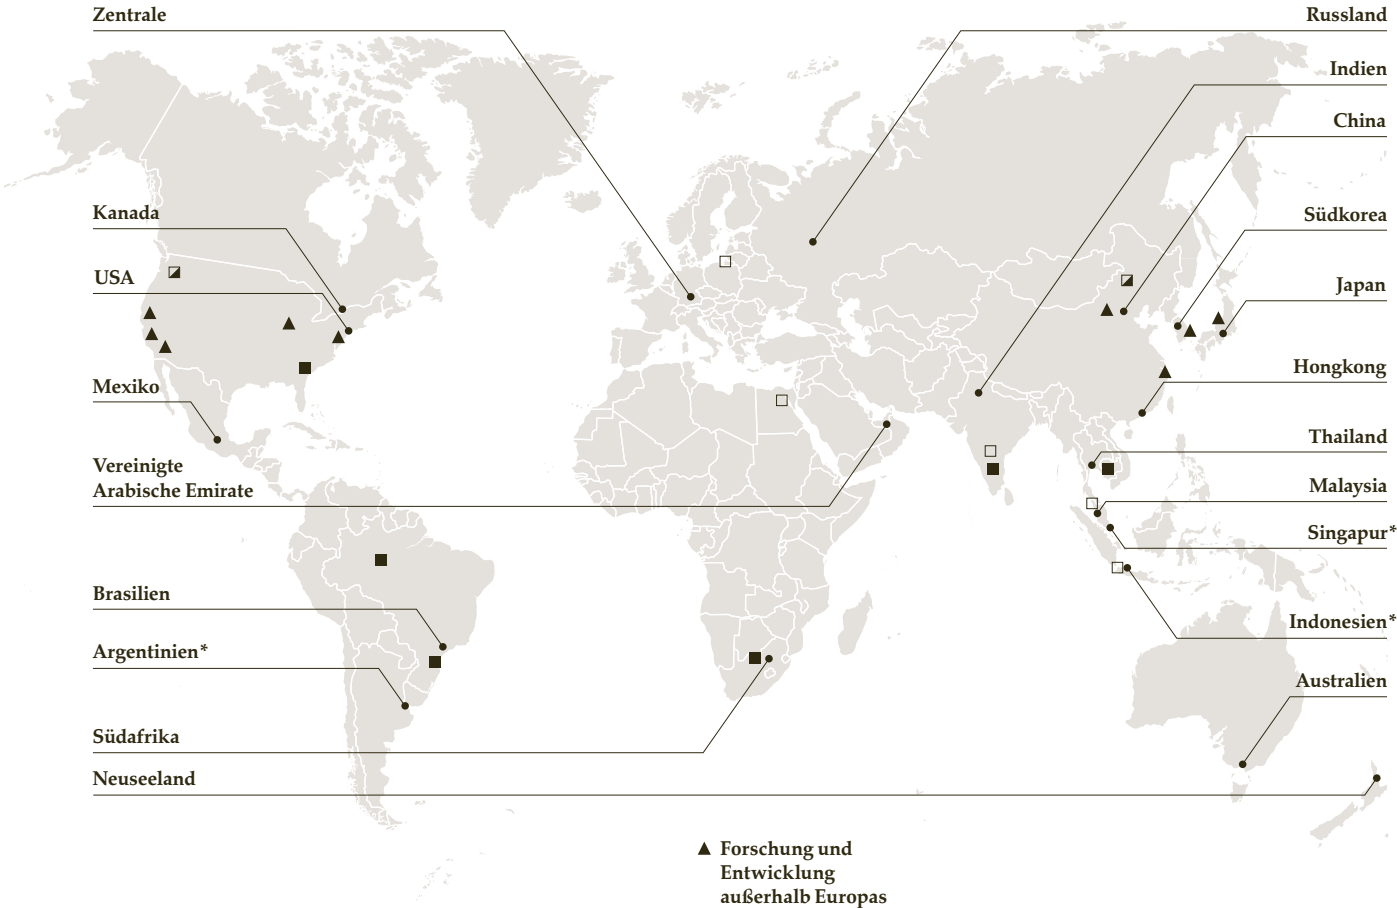 Zentrale
Kanada
USA
Mexiko
Vereinigte
Arabische Emirate
Brasilien
Argentinien*
Südafrika
Neuseeland
Russland
Indien
China
Südkorea
Japan
Hongkong
Thailand
Malaysia
Singapur*
Indonesien*
Australien
▲ Forschung und
Entwicklung
außerhalb Europas